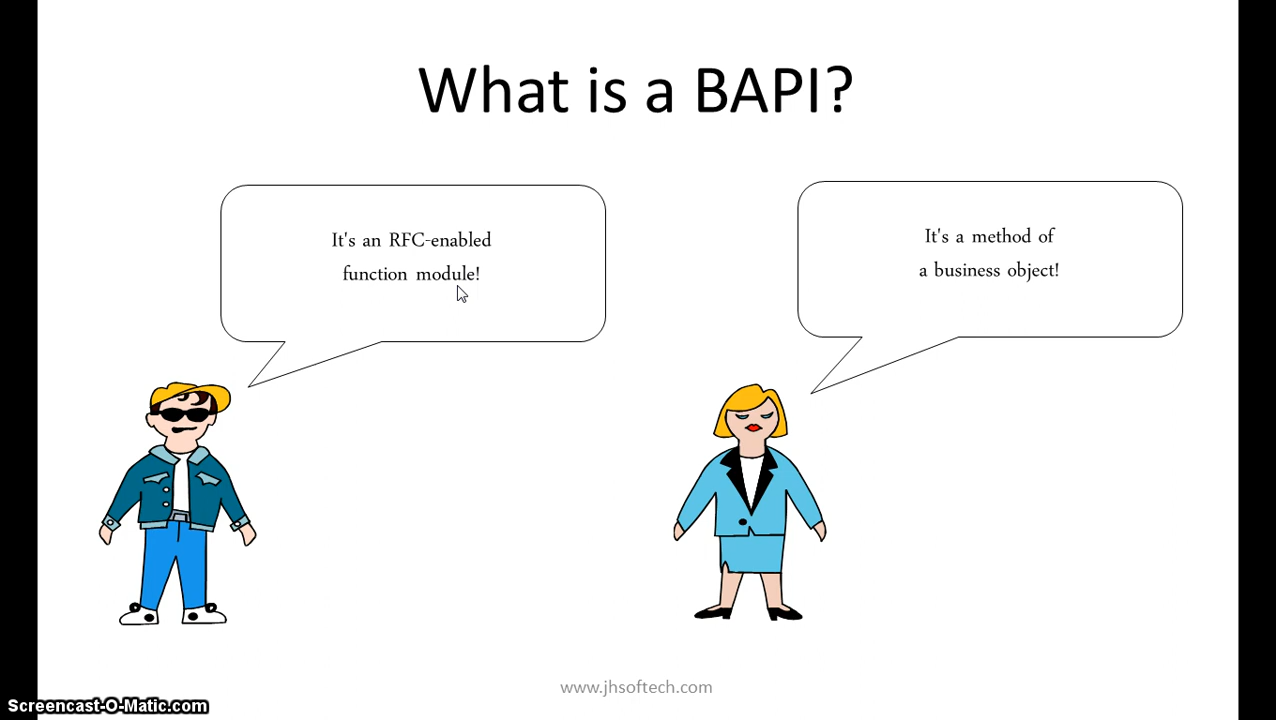 What is a BAPI?
It's an RFC-enabled
function module!
It's a method of
a business object!
www.jhsoftech.com
Screencast-O-Matic.com